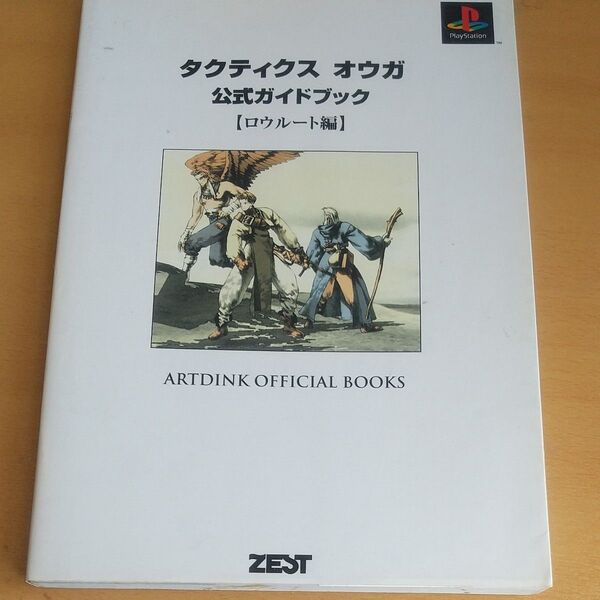 PlayStation
TM
タクティクス オウガ
公式ガイドブック
【ロウルート編】
ARTDINK OFFICIAL BOOKS
ZEST